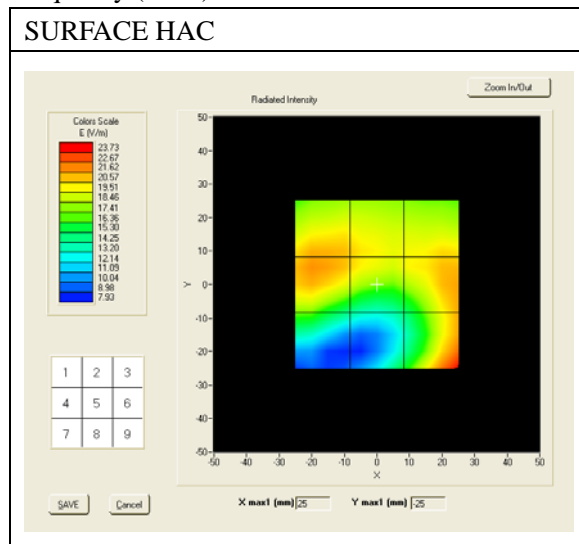 SURFACE HAC
Zoom In/Out
Radiated Intensity
Colors Scale
E (V/m)
23.73
22.67
21.62
20.57
19.51
18.46
17.41
16.36
15.30
14.25
13.20
12.14
11.09
10.04
8.98
7.93
50
40
30
20
10
0
-10
-20
-30
-40
-50
Y
-50 -40 -30 -20 -10 0 10 20 30 40 50
X
1 2 3
4 5 6
7 8 9
SAVE Cancel
X max1 (mm) 25 Y max1 (mm) -25